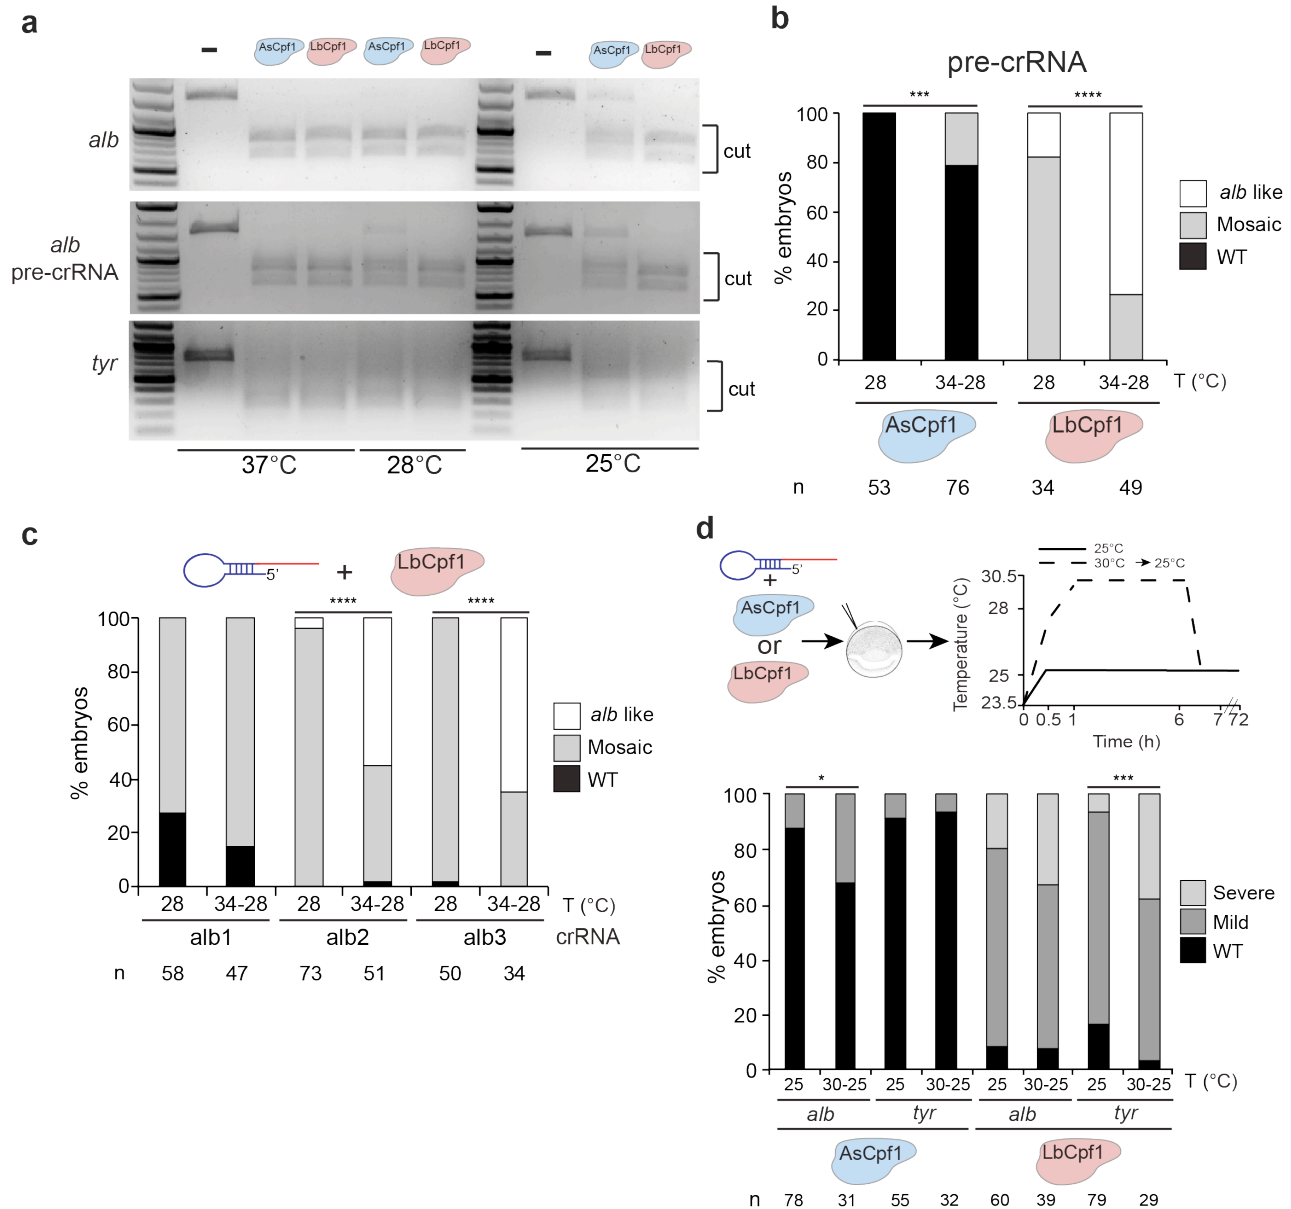 a
– AsCpf1 LbCpf1 AsCpf1 LbCpf1 – AsCpf1 LbCpf1
alb
cut
alb
pre-crRNA
cut
tyr
cut
37°C 28°C 25°C
b
pre-crRNA
*** ****
100
80
60
40
20
0
% embryos
alb like
Mosaic
WT
28 34-28 28 34-28 T (°C)
AsCpf1 LbCpf1
n 53 76 34 49
c
5’ + LbCpf1
**** ****
100
80
60
40
20
0
% embryos
alb like
Mosaic
WT
28 34-28 28 34-28 28 34-28 T (°C)
alb1 alb2 alb3 crRNA
n 58 47 73 51 50 34
d
5’
+
AsCpf1
or
LbCpf1
25°C
30°C 25°C
30.5
28
25
23.5
Temperature (°C)
0 0.5 1 6 7 // 72
Time (h)
* ***
100
80
60
40
20
0
% embryos
Severe
Mild
WT
25 30-25 25 30-25 25 30-25 25 30-25 T (°C)
alb tyr alb tyr
AsCpf1 LbCpf1
n 78 31 55 32 60 39 79 29